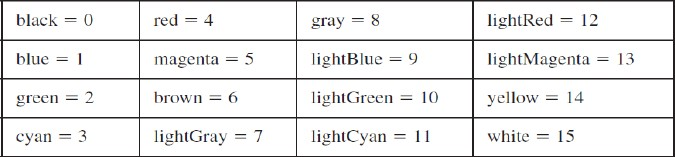 black = 0 red = 4 gray = 8 lightRed = 12
blue = 1 magenta = 5 lightBlue = 9 lightMagenta = 13
green = 2 brown = 6 lightGreen = 10 yellow = 14
cyan = 3 lightGray = 7 lightCyan = 11 white = 15